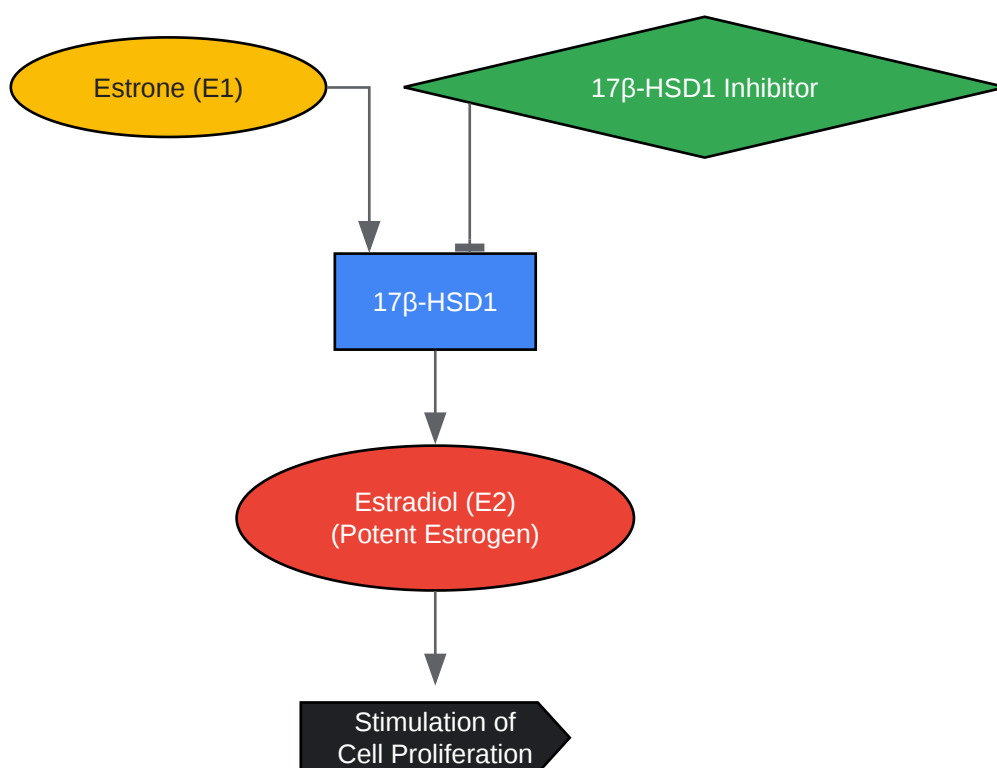 Estrone (E1)
17β-HSD1 Inhibitor
17β-HSD1
Estradiol (E2)
(Potent Estrogen)
Stimulation of
Cell Proliferation